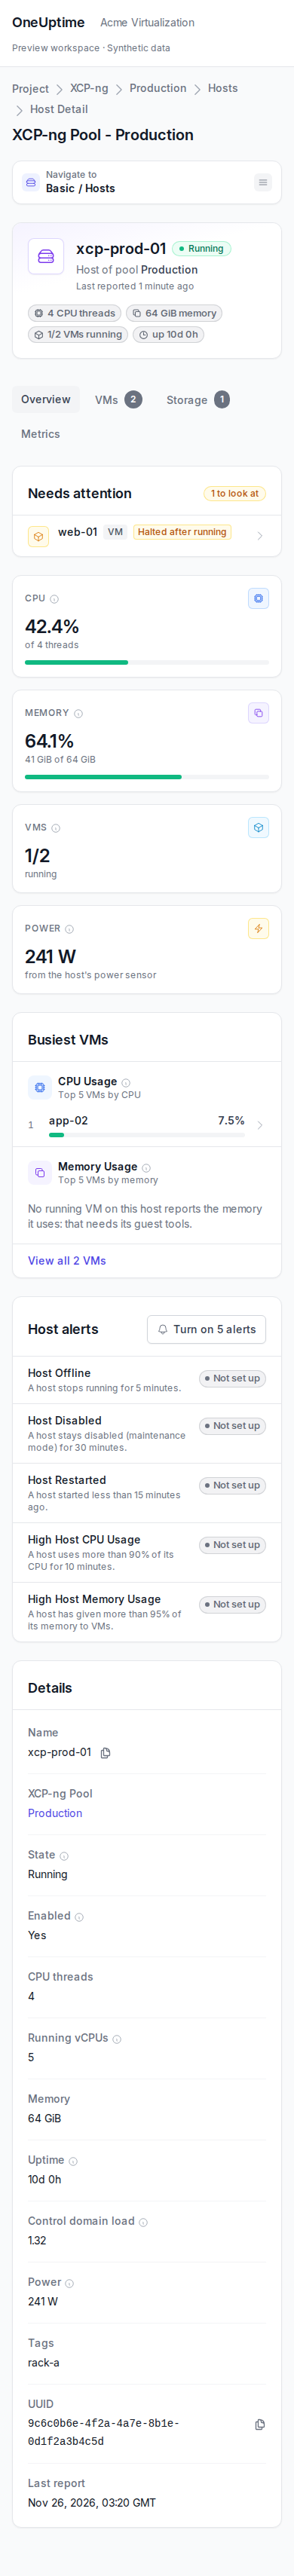 OneUptime Acme Virtualization
Preview workspace · Synthetic data
Project > XCP-ng > Production > Hosts
> Host Detail
XCP-ng Pool - Production
Navigate to
Basic / Hosts
xcp-prod-01 Running
Host of pool Production
Last reported 1 minute ago
4 CPU threads 64 GiB memory
1/2 VMs running up 10d 0h
Overview VMs 2 Storage 1
Metrics
Needs attention 1 to look at
web-01 VM Halted after running
CPU
42.4%
of 4 threads
MEMORY
64.1%
41 GiB of 64 GiB
VMS
1/2
running
POWER
241 W
from the host's power sensor
Busiest VMs
CPU Usage
Top 5 VMs by CPU
1 app-02 7.5%
Memory Usage
Top 5 VMs by memory
No running VM on this host reports the memory
it uses: that needs its guest tools.
View all 2 VMs
Host alerts Turn on 5 alerts
Host Offline Not set up
A host stops running for 5 minutes.
Host Disabled Not set up
A host stays disabled (maintenance
mode) for 30 minutes.
Host Restarted Not set up
A host started less than 15 minutes
ago.
High Host CPU Usage Not set up
A host uses more than 90% of its
CPU for 10 minutes.
High Host Memory Usage Not set up
A host has given more than 95% of
its memory to VMs.
Details
Name
xcp-prod-01
XCP-ng Pool
Production
State
Running
Enabled
Yes
CPU threads
4
Running vCPUs
5
Memory
64 GiB
Uptime
10d 0h
Control domain load
1.32
Power
241 W
Tags
rack-a
UUID
9c6c0b6e-4f2a-4a7e-8b1e-
0d1f2a3b4c5d
Last report
Nov 26, 2026, 03:20 GMT